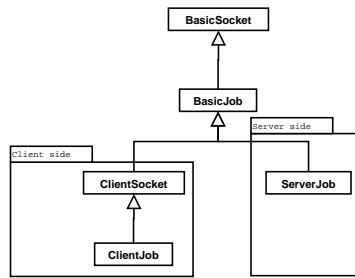 BasicSocket
BasicJob
Server side
Client side
ClientSocket
ServerJob
ClientJob